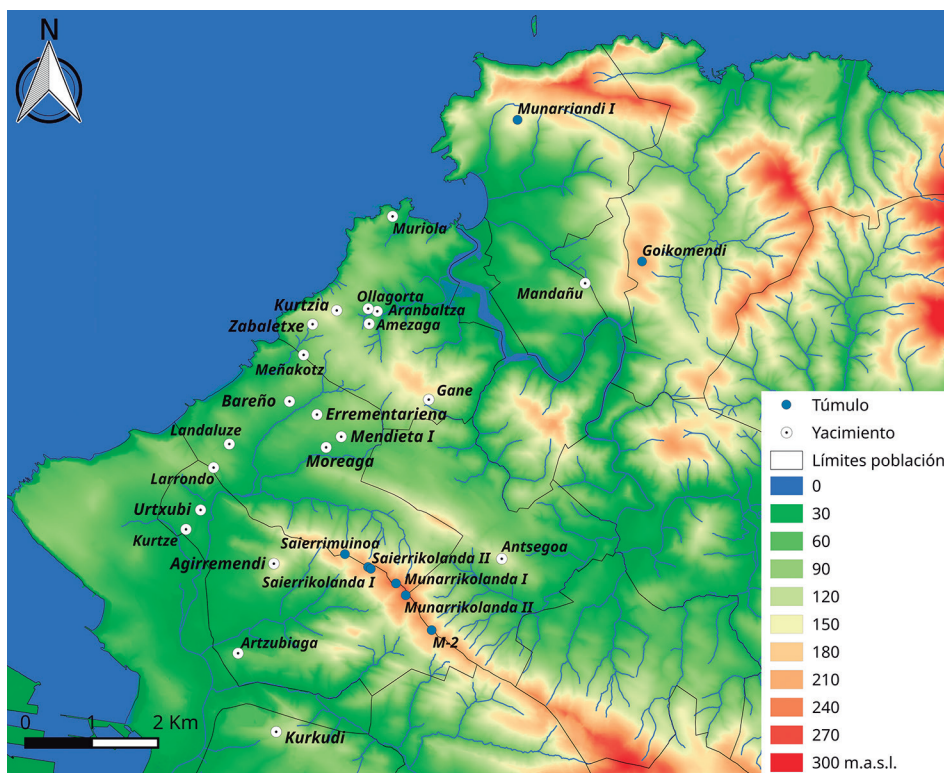 N
Munarriandi I
Muriola
Goikomendi
Mandañu
Ollagorta
Kurtzia
Aranbaltza
Zabaletxe
Amezaga
Meñakotz
Gane
Bareño
Errementariena
Landaluze
Mendieta I
Moreaga
Larrondo
Urtxubi
Kurtze
Saierrimuinoa
Antsegoa
Agirremendi
Saierrikolanda II
Saierrikolanda I
Munarrikolanda I
Munarrikolanda II
M-2
Artzubiaga
Kurkudi
0 1 2 Km
Túmulo
Yacimiento
Límites población
0
30
60
90
120
150
180
210
240
270
300 m.a.s.l.